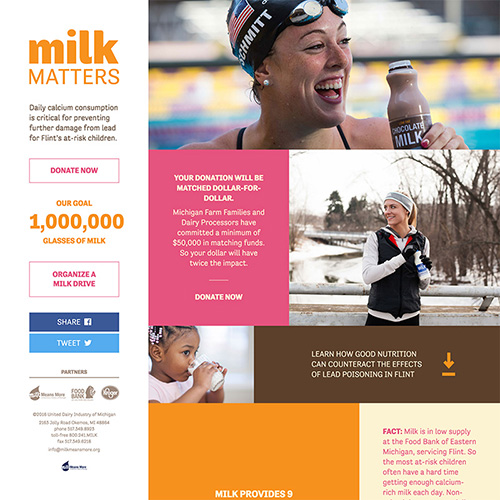 milk
MATTERS
Daily calcium consumption
is critical for preventing
further damage from lead
for Flint's at-risk children.
DONATE NOW
OUR GOAL
1,000,000
GLASSES OF MILK
ORGANIZE A
MILK DRIVE
SHARE
TWEET
PARTNERS
Milk Means More
FOOD
BANK
Kroger
©2016 United Dairy Industry of Michigan
2163 Jolly Road Okemos, MI 48864
phone 517.349.8923
toll-free 800.241.MILK
fax 517.349.6218
info@milkmeansmore.org
Milk Means More
SCHMITT
CHOCOLATE
MILK
YOUR DONATION WILL BE
MATCHED DOLLAR-FOR-
DOLLAR.
Michigan Farm Families and
Dairy Processors have
committed a minimum of
$50,000 in matching funds.
So your dollar will have
twice the impact.
DONATE NOW
LEARN HOW GOOD NUTRITION
CAN COUNTERACT THE EFFECTS
OF LEAD POISONING IN FLINT
MILK PROVIDES 9
FACT: Milk is in low supply
at the Food Bank of Eastern
Michigan, servicing Flint. So
the most at-risk children
often have a hard time
getting enough calcium-
rich milk each day. Non-